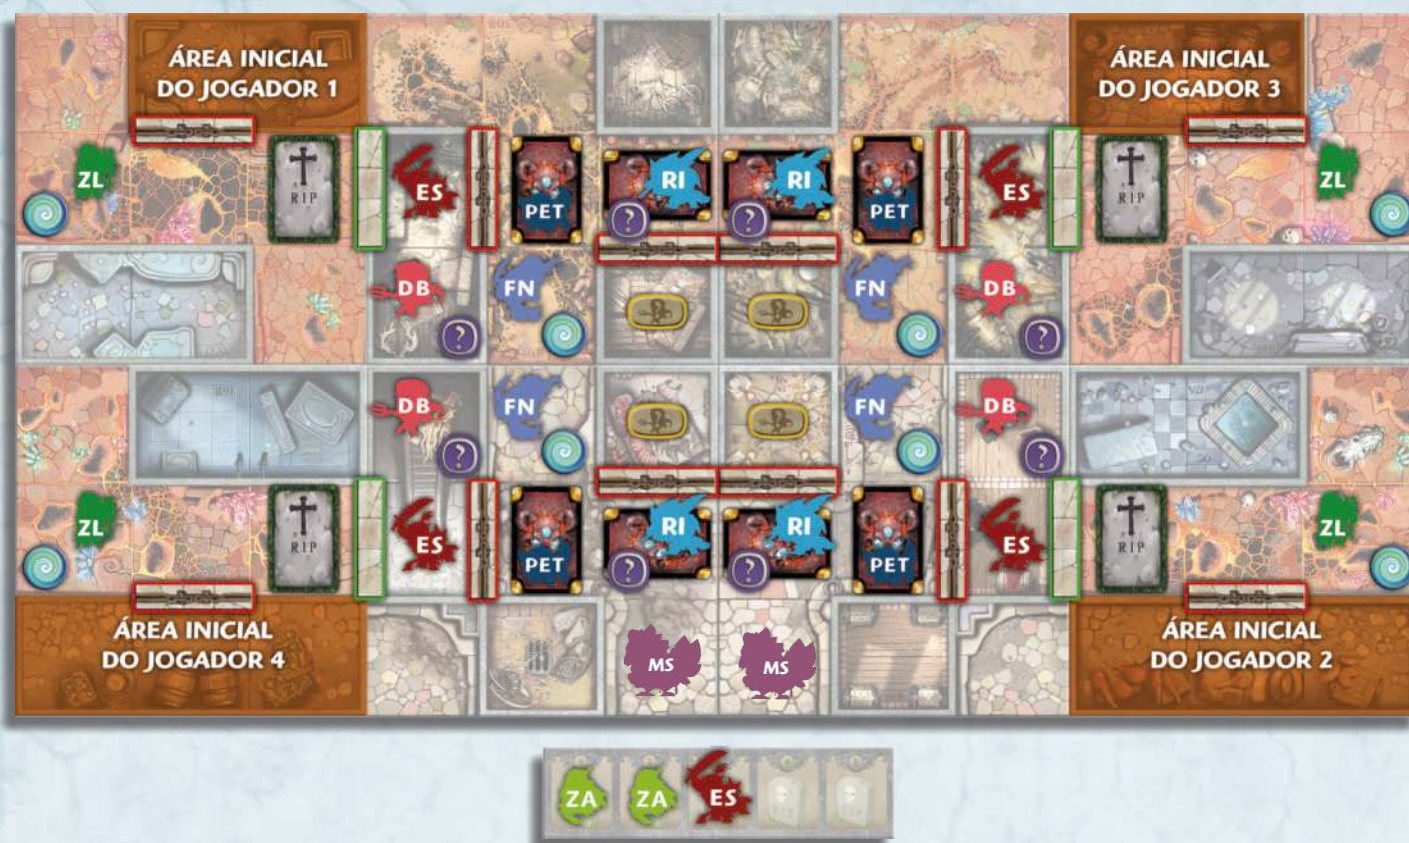 ÁREA INICIAL
DO JOGADOR 1
ÁREA INICIAL
DO JOGADOR 3
ZL
RIP
ES
PET
RI
?
RI
?
PET
ES
RIP
ZL
DB
?
FN
FN
DB
?
DB
?
FN
FN
DB
?
ZL
RIP
ES
PET
RI
?
RI
?
PET
ES
RIP
ZL
ÁREA INICIAL
DO JOGADOR 4
MS
MS
ÁREA INICIAL
DO JOGADOR 2
ZA
ZA
ES